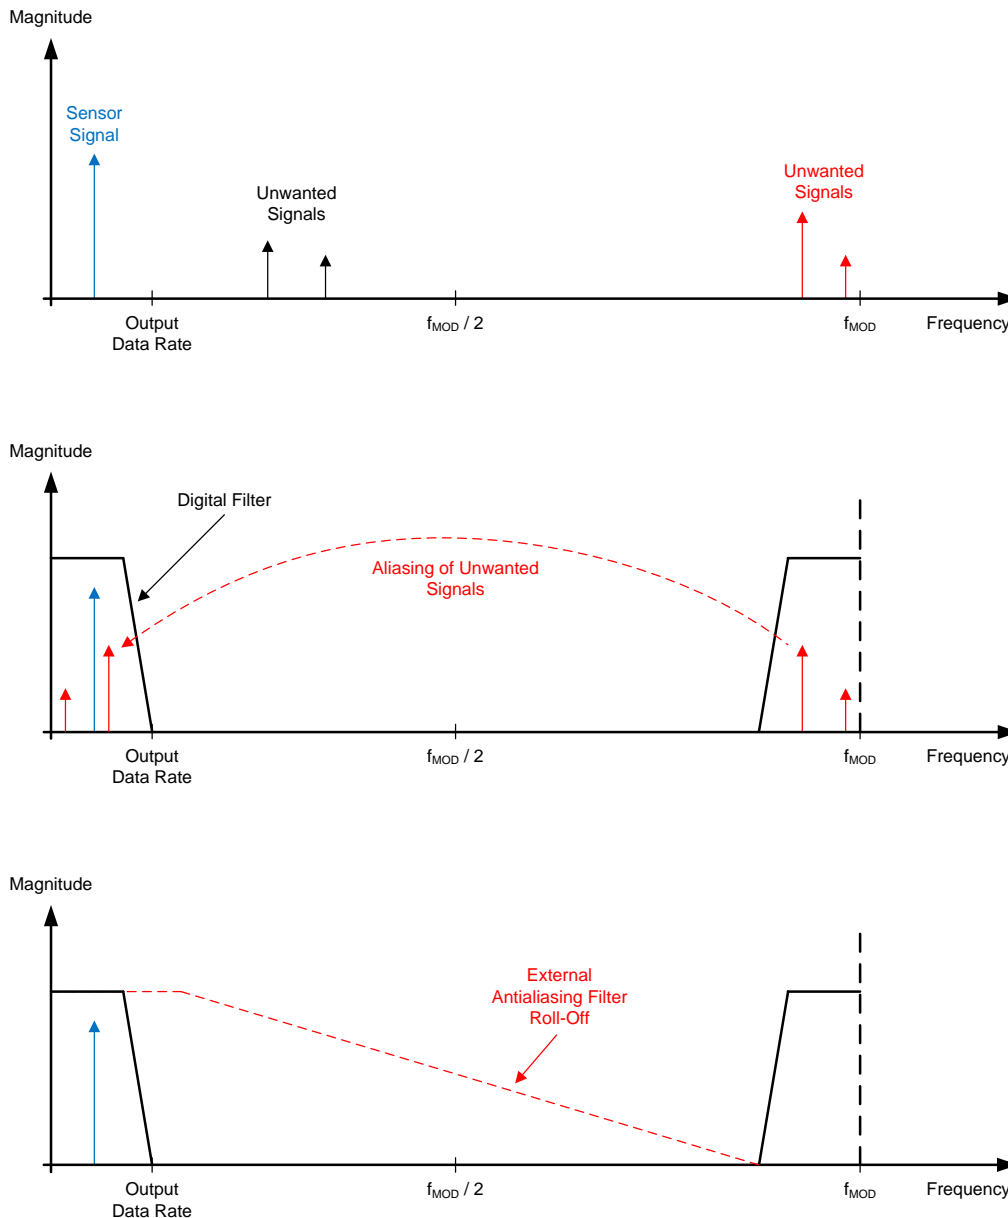 Magnitude
Sensor
Signal
Unwanted
Signals
Unwanted
Signals
Output
Data Rate
fMOD / 2
fMOD
Frequency
Magnitude
Digital Filter
Aliasing of Unwanted
Signals
Output
Data Rate
fMOD / 2
fMOD
Frequency
Magnitude
External
Antialiasing Filter
Roll-Off
Output
Data Rate
fMOD / 2
fMOD
Frequency